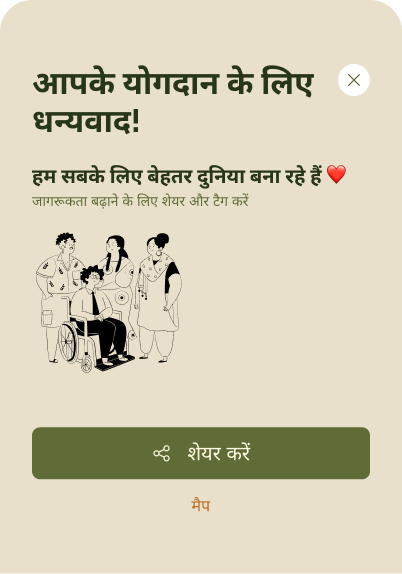 आपके योगदान के लिए
धन्यवाद!
हम सबके लिए बेहतर दुनिया बना रहे हैं ❤️
जागरूकता बढ़ाने के लिए शेयर और टैग करें
शेयर करें
मैप